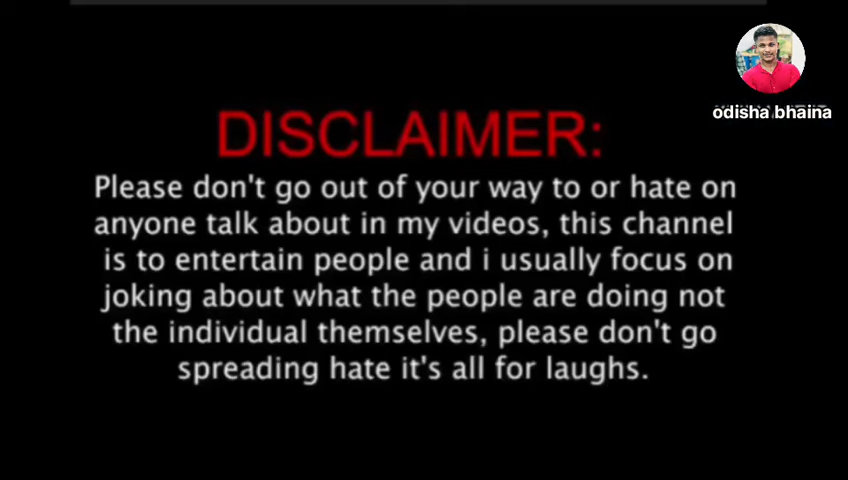 odisha bhaina
DISCLAIMER:
Please don't go out of your way to or hate on
anyone talk about in my videos, this channel
is to entertain people and i usually focus on
joking about what the people are doing not
the individual themselves, please don't go
spreading hate it's all for laughs.